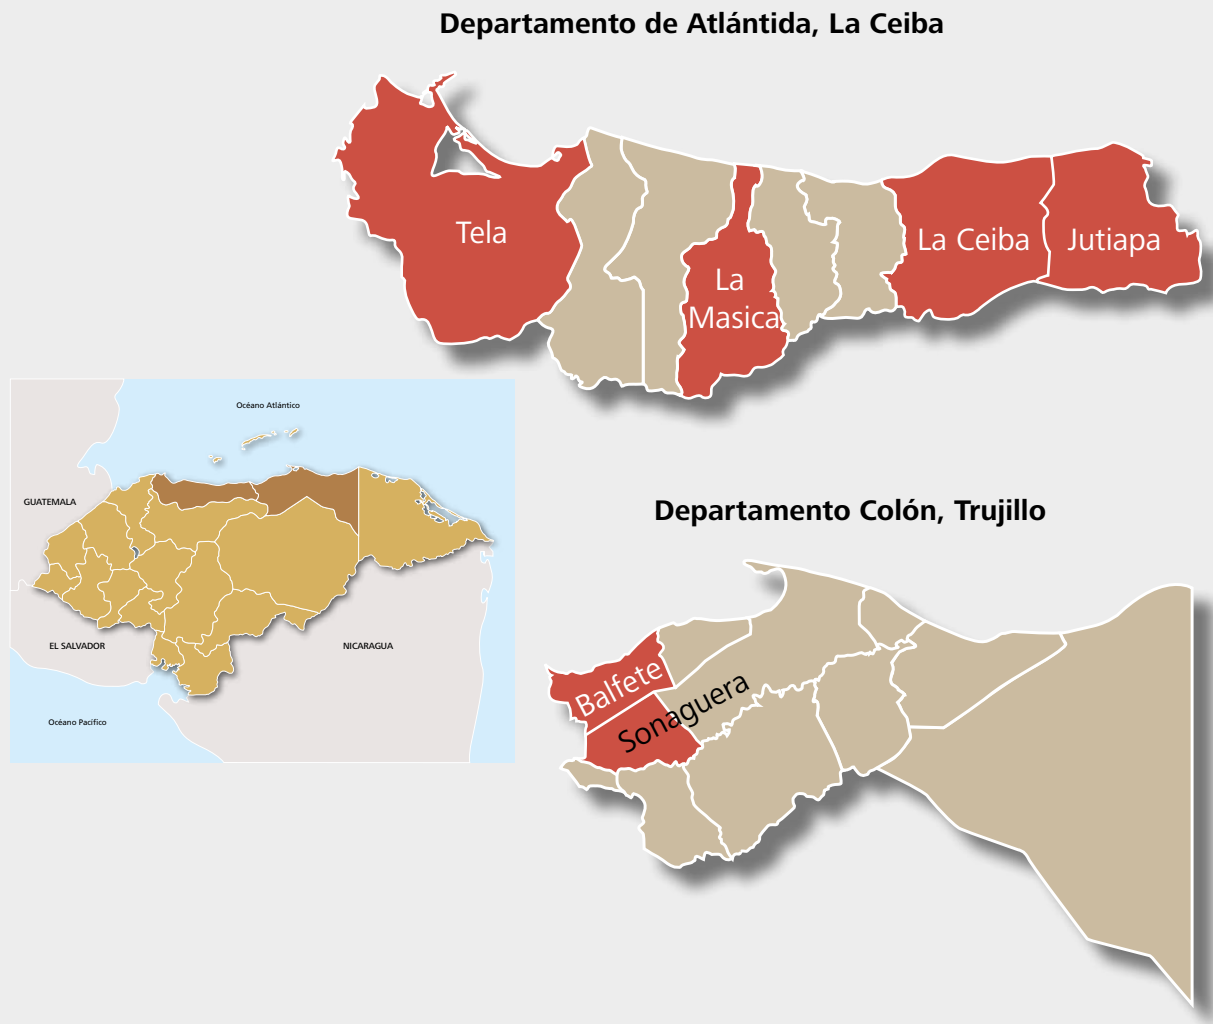 Departamento de Atlántida, La Ceiba
Tela
La
Masica
La Ceiba
Jutiapa
Océano Atlántico
GUATEMALA
EL SALVADOR
NICARAGUA
Océano Pacífico
Departamento Colón, Trujillo
Balfete
Sonaguera